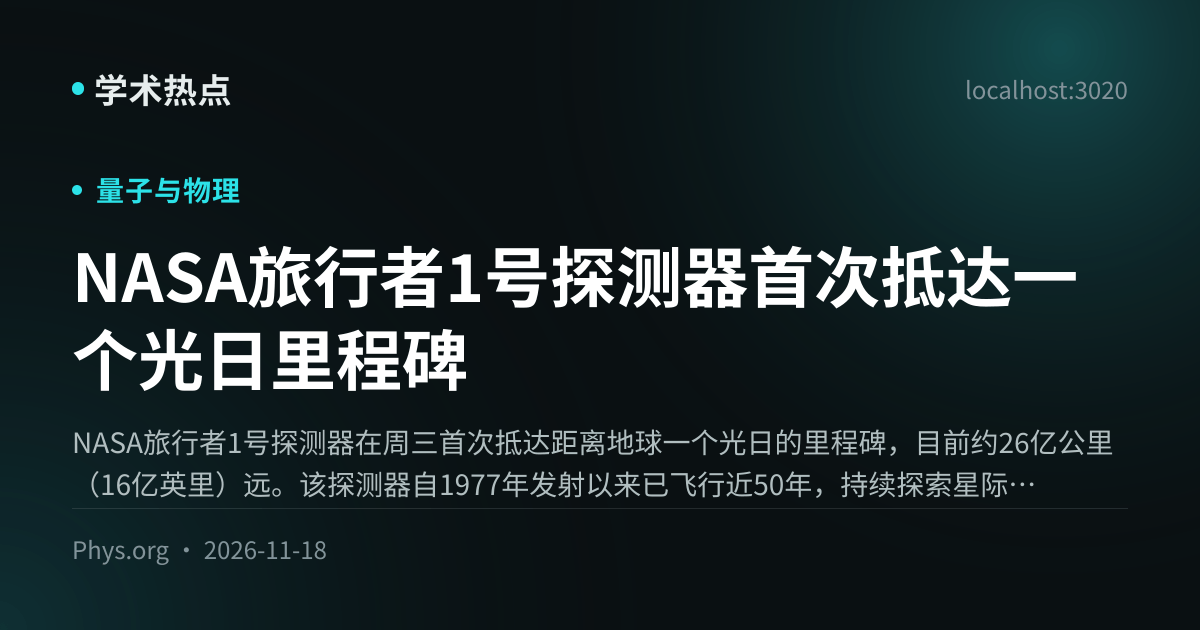 学术热点
localhost:3020
量子与物理
NASA旅行者1号探测器首次抵达一
个光日里程碑
NASA旅行者1号探测器在周三首次抵达距离地球一个光日的里程碑，目前约26亿公里
（16亿英里）远。该探测器自1977年发射以来已飞行近50年，持续探索星际…
Phys.org · 2026-11-18